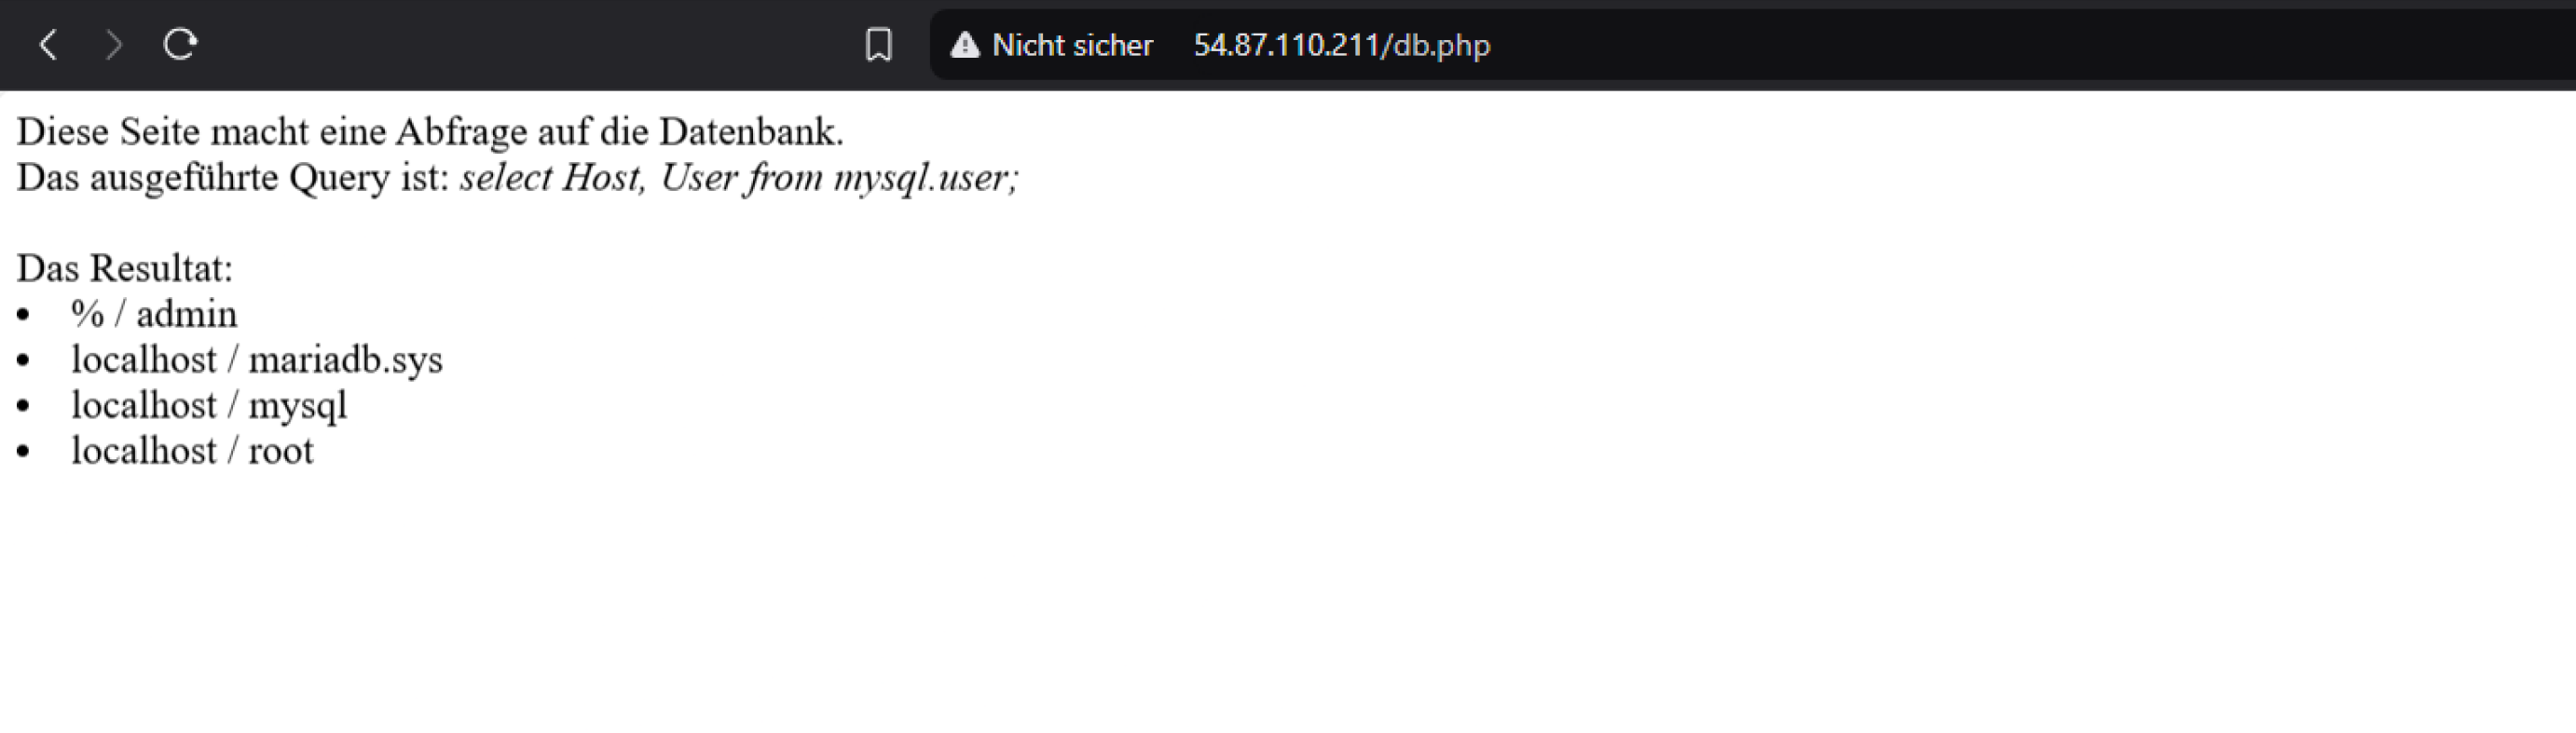 Nicht sicher 54.87.110.211/db.php
Diese Seite macht eine Abfrage auf die Datenbank.
Das ausgeführte Query ist: select Host, User from mysql.user;
Das Resultat:
• % / admin
• localhost / mariadb.sys
• localhost / mysql
• localhost / root